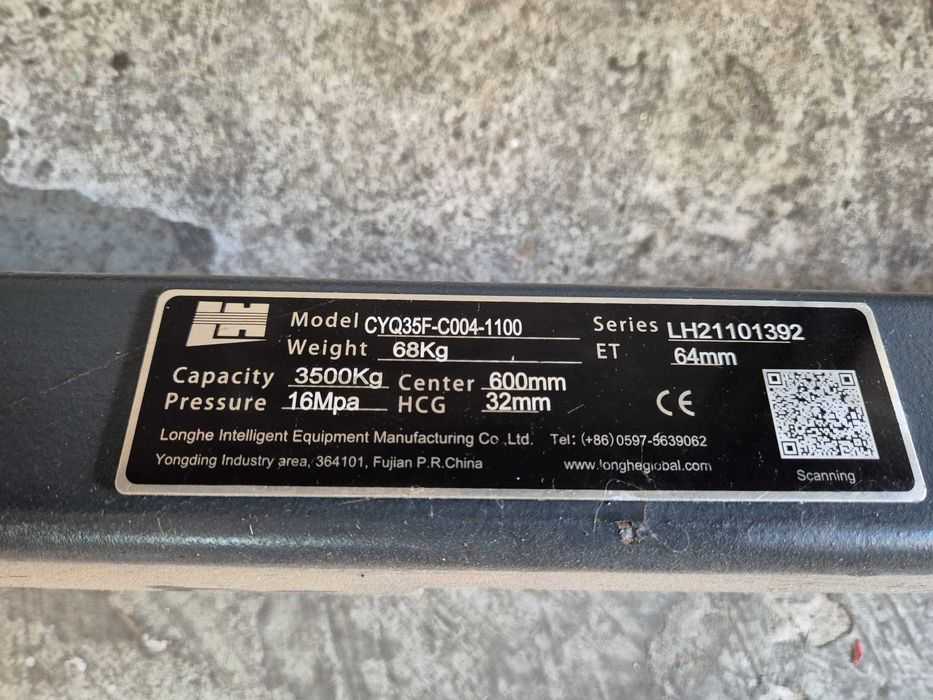 LH
Model CYQ35F-C004-1100 Series LH21101392
Weight 68Kg ET 64mm
Capacity 3500Kg Center 600mm
Pressure 16Mpa HCG 32mm CE
Longhe Intelligent Equipment Manufacturing Co.,Ltd. Tel: (+86)0597-5639062
Yongding Industry area, 364101, Fujian P.R.China www.longheglobal.com
Scanning